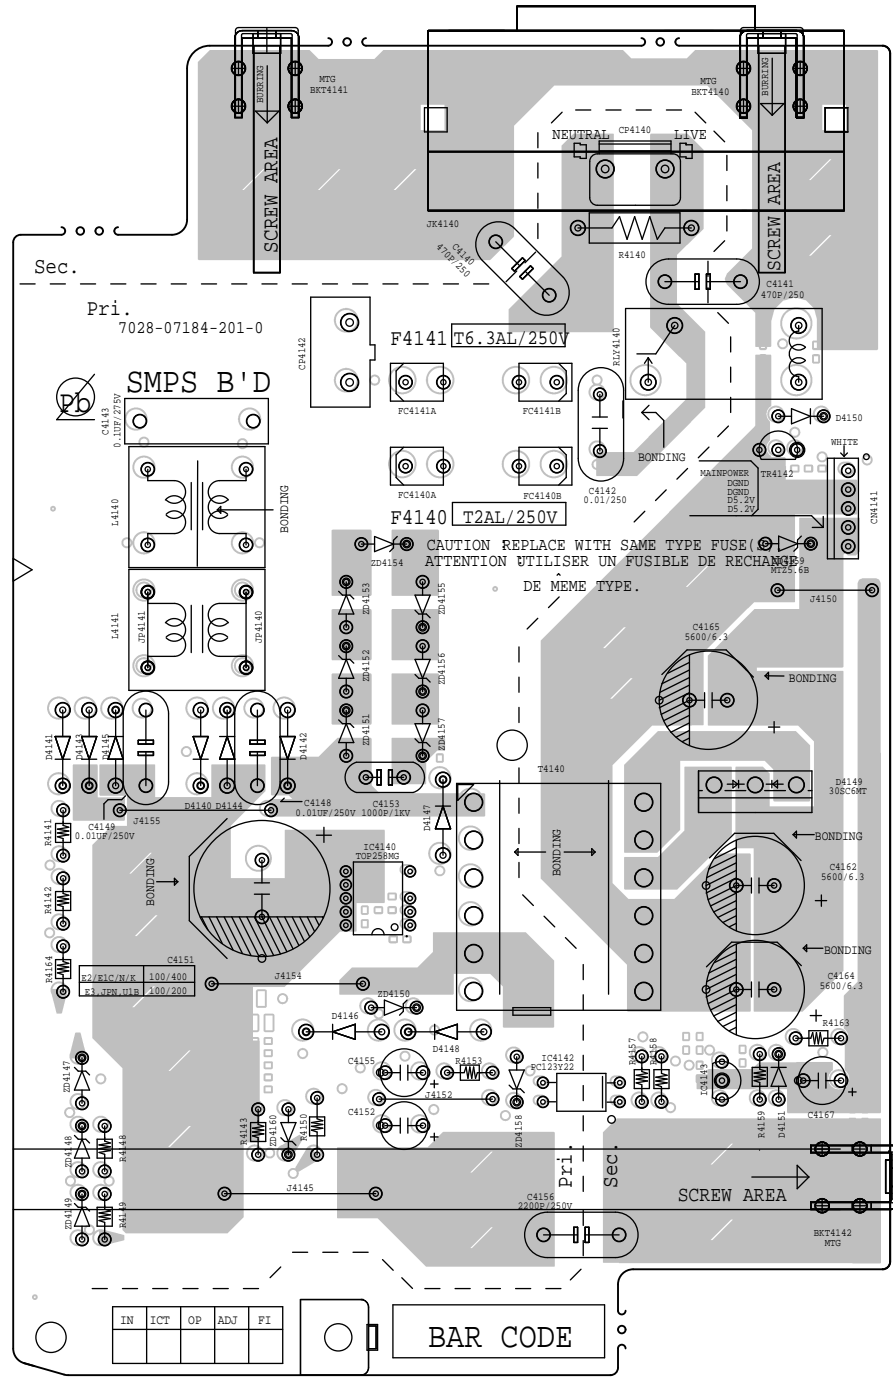 BURRING
MTG
BKT4141
SCREW AREA
MTG
BKT4140
BURRING
SCREW AREA
NEUTRAL
CP4140
LIVE
JK4140
C4140
470P/250
R4140
C4141
470P/250
Sec.
Pri.
7028-07184-201-0
CP4142
F4141 T6.3AL/250V
RLY4140
SMPS B'D
Pb
C4143
0.1UF/275V
FC4141A
FC4141B
D4150
BONDING
TR4142
WHITE
L4140
BONDING
FC4140A
FC4140B
C4142
0.01/250
MAINPOWER
DGND
DGND
D5.2V
D5.2V
CN4141
F4140 T2AL/250V
ZD4154
CAUTION REPLACE WITH SAME TYPE FUSE(
ATTENTION UTILISER UN FUSIBLE DE RECHANGE
DE MÊME TYPE.
MTZ5.6B
J4150
L4141
JP4141
JP4140
ZD4153
ZD4155
ZD4152
ZD4156
ZD4151
ZD4157
C4165
5600/6.3
BONDING
D4141
D4143
D4145
D4142
D4140
D4144
T4140
D4149
30SC6MT
C4149
0.01UF/250V
J4155
C4148
0.01UF/250V
C4153
1000P/1KV
D4147
R4141
BONDING
IC4140
TOP258MG
BONDING
BONDING
C4162
5600/6.3
R4142
R4164
C4151
E2/E1C/N/K 100/400
E3.JPN.U1B 100/200
J4154
BONDING
C4164
5600/6.3
ZD4150
D4146
D4148
R4163
C4155
R4153
IC4142
PC123Y22
R4157
R4158
IC4143
ZD4147
J4152
C4152
ZD4158
R4159
D4151
C4167
R4143
ZD4160
R4150
ZD4148
R4148
Pri.
Sec.
ZD4149
R4149
J4145
C4156
2200P/250V
SCREW AREA
BKT4142
MTG
IN ICT OP ADJ FI
BAR CODE